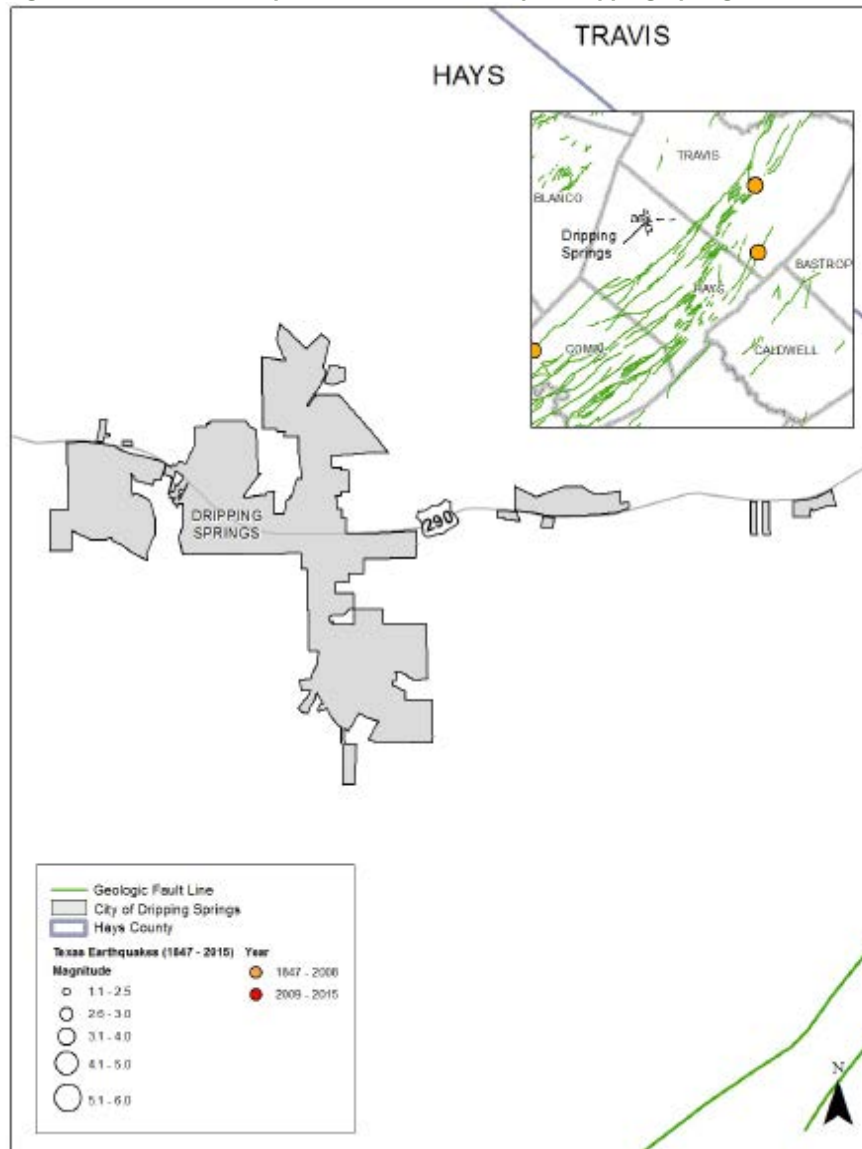 TRAVIS
HAYS
TRAVIS
BLANCO
Dripping
Springs
BASTROP
HAYS
CALDWELL
DRIPPING
SPRINGS
290
Geologic Fault Line
City of Dripping Springs
Hays County
Texas Earthquakes (1847 - 2015) Year
Magnitude
1847 - 2008
1.1 - 2.5
2009 - 2015
2.6 - 3.0
3.1 - 4.0
4.1 - 5.0
5.1 - 6.0
N